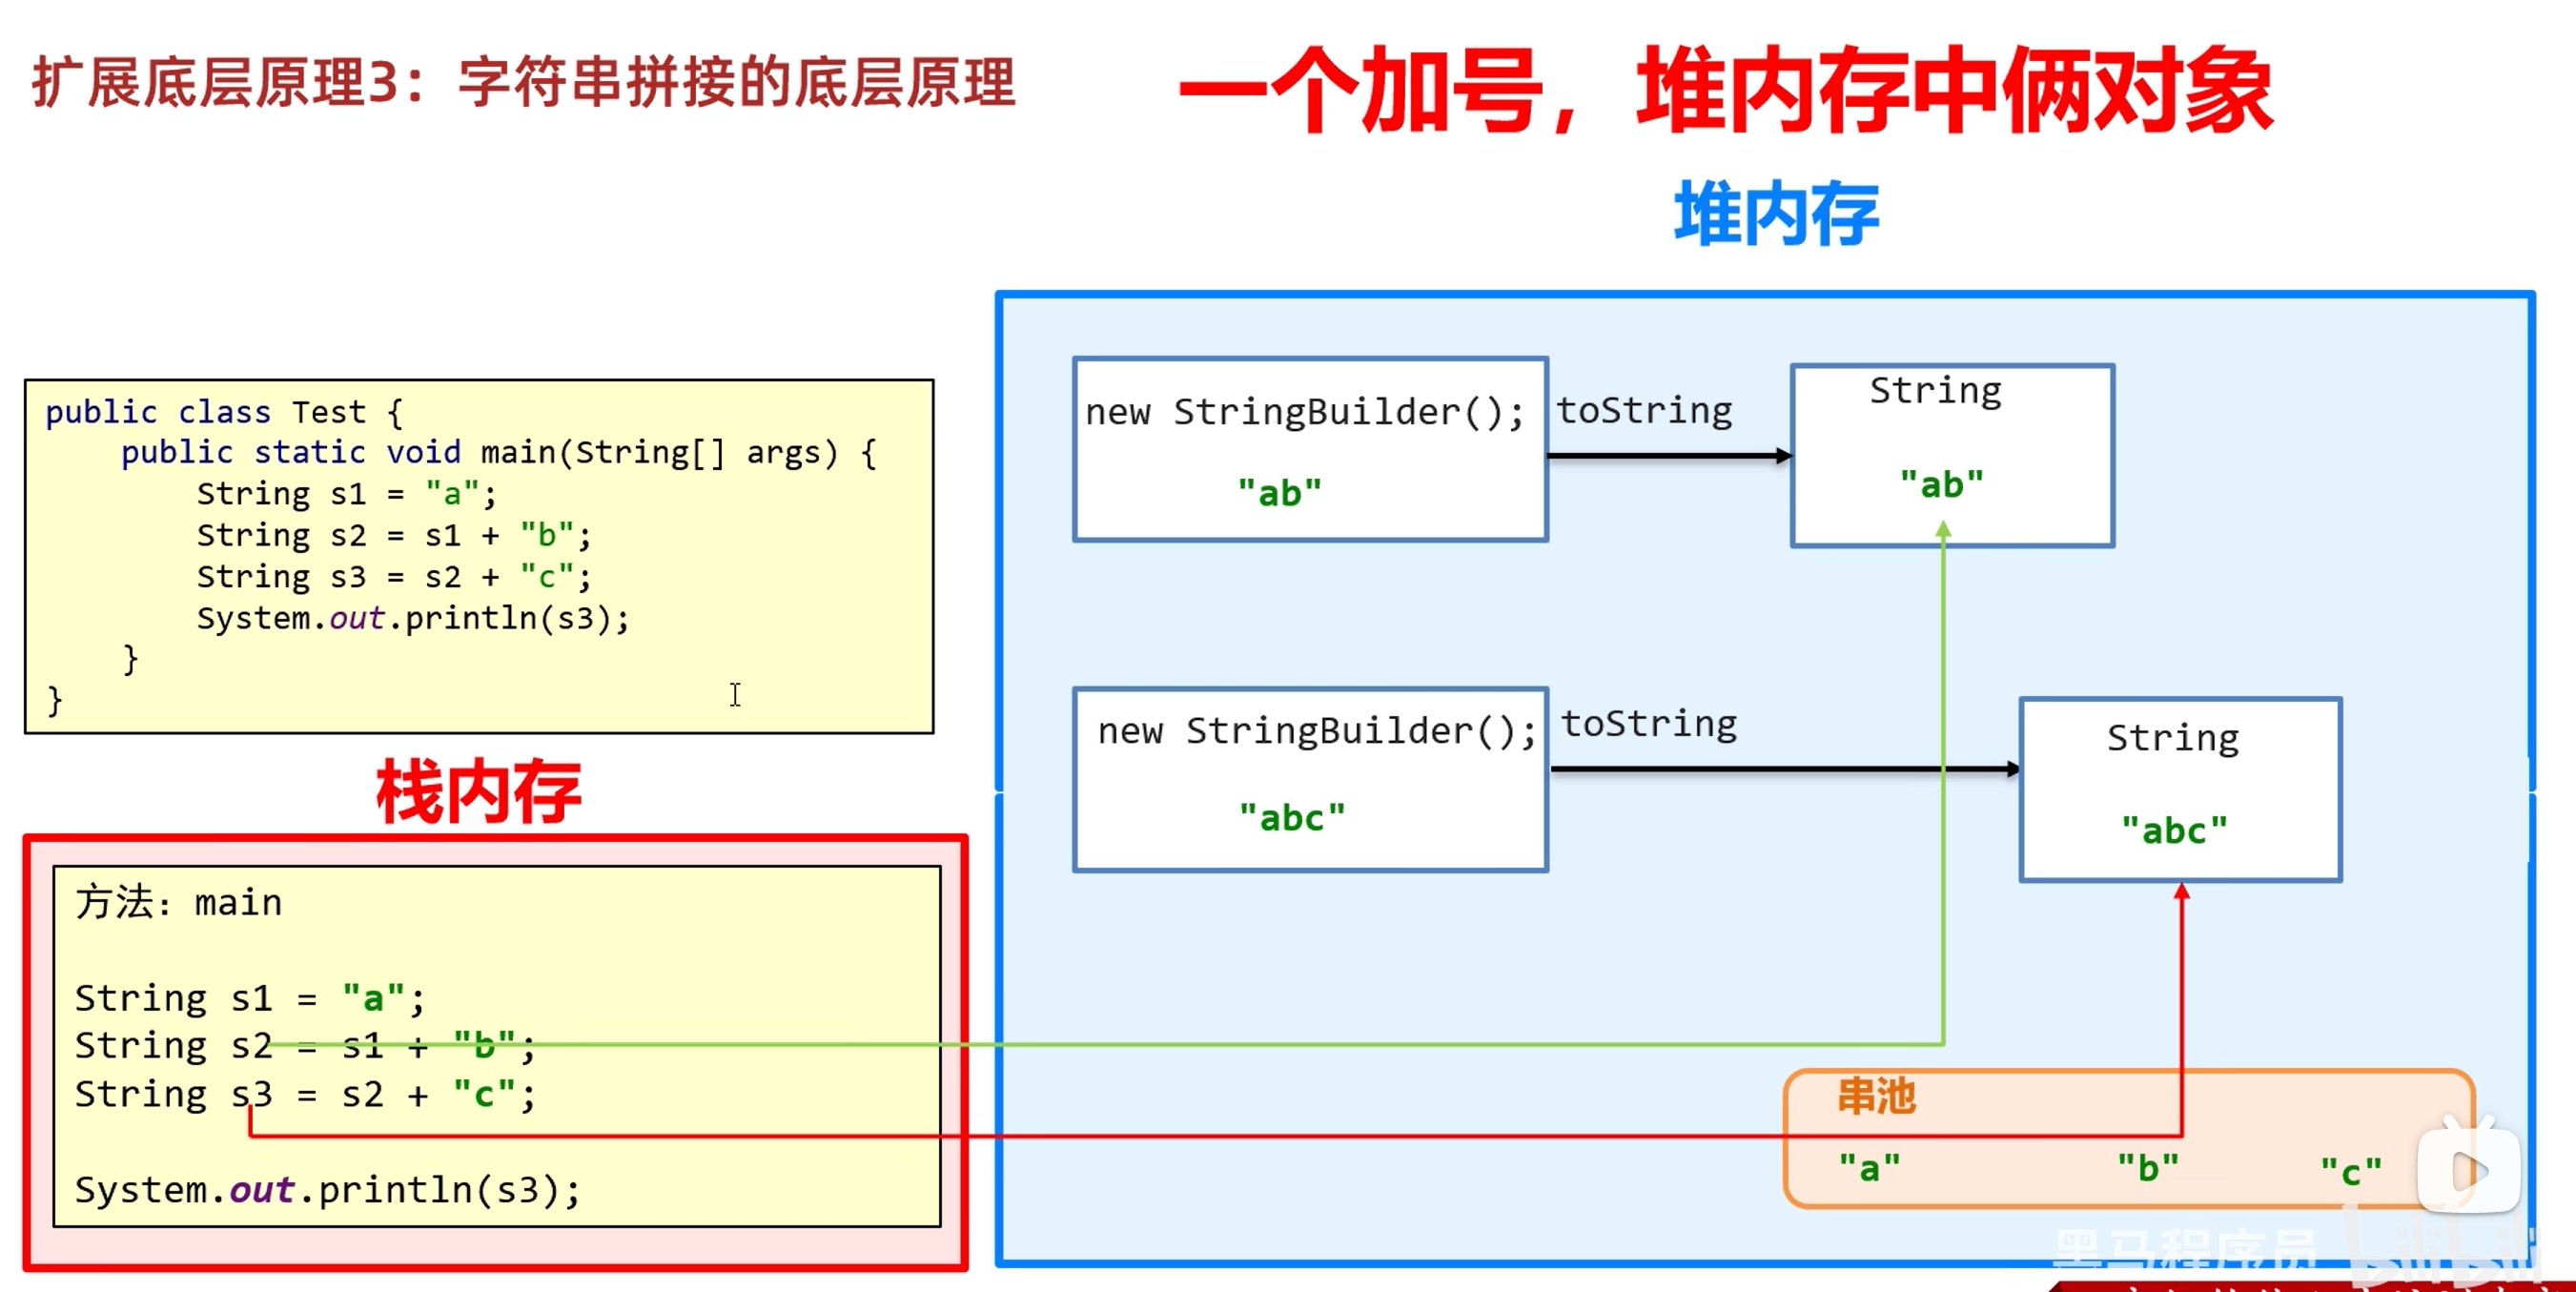 扩展底层原理3：字符串拼接的底层原理
一个加号，堆内存中俩对象
堆内存
public class Test {
public static void main(String[] args) {
String s1 = "a";
String s2 = s1 + "b";
String s3 = s2 + "c";
System.out.println(s3);
}
}
栈内存
方法：main
String s1 = "a";
String s2 = s1 + "b";
String s3 = s2 + "c";
System.out.println(s3);
new StringBuilder();
"ab"
toString
String
"ab"
new StringBuilder();
"abc"
toString
String
"abc"
串池
"a" "b" "c"
黑马程序员
bilibili